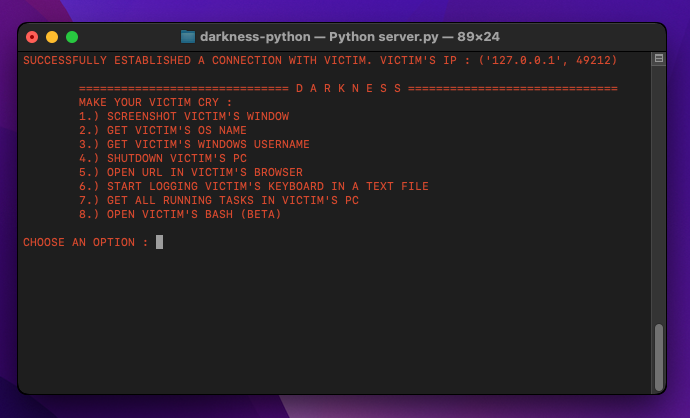 darkness-python — Python server.py — 89×24
SUCCESSFULLY ESTABLISHED A CONNECTION WITH VICTIM. VICTIM'S IP : ('127.0.0.1', 49212)
============================== D A R K N E S S ==============================
MAKE YOUR VICTIM CRY :
1.) SCREENSHOT VICTIM'S WINDOW
2.) GET VICTIM'S OS NAME
3.) GET VICTIM'S WINDOWS USERNAME
4.) SHUTDOWN VICTIM'S PC
5.) OPEN URL IN VICTIM'S BROWSER
6.) START LOGGING VICTIM'S KEYBOARD IN A TEXT FILE
7.) GET ALL RUNNING TASKS IN VICTIM'S PC
8.) OPEN VICTIM'S BASH (BETA)
CHOOSE AN OPTION :